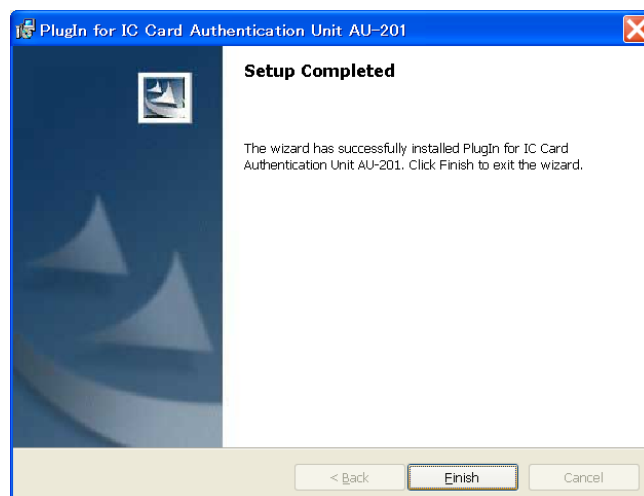 PlugIn for IC Card Authentication Unit AU-201
Setup Completed
The wizard has successfully installed PlugIn for IC Card
Authentication Unit AU-201. Click Finish to exit the wizard.
< Back
Finish
Cancel